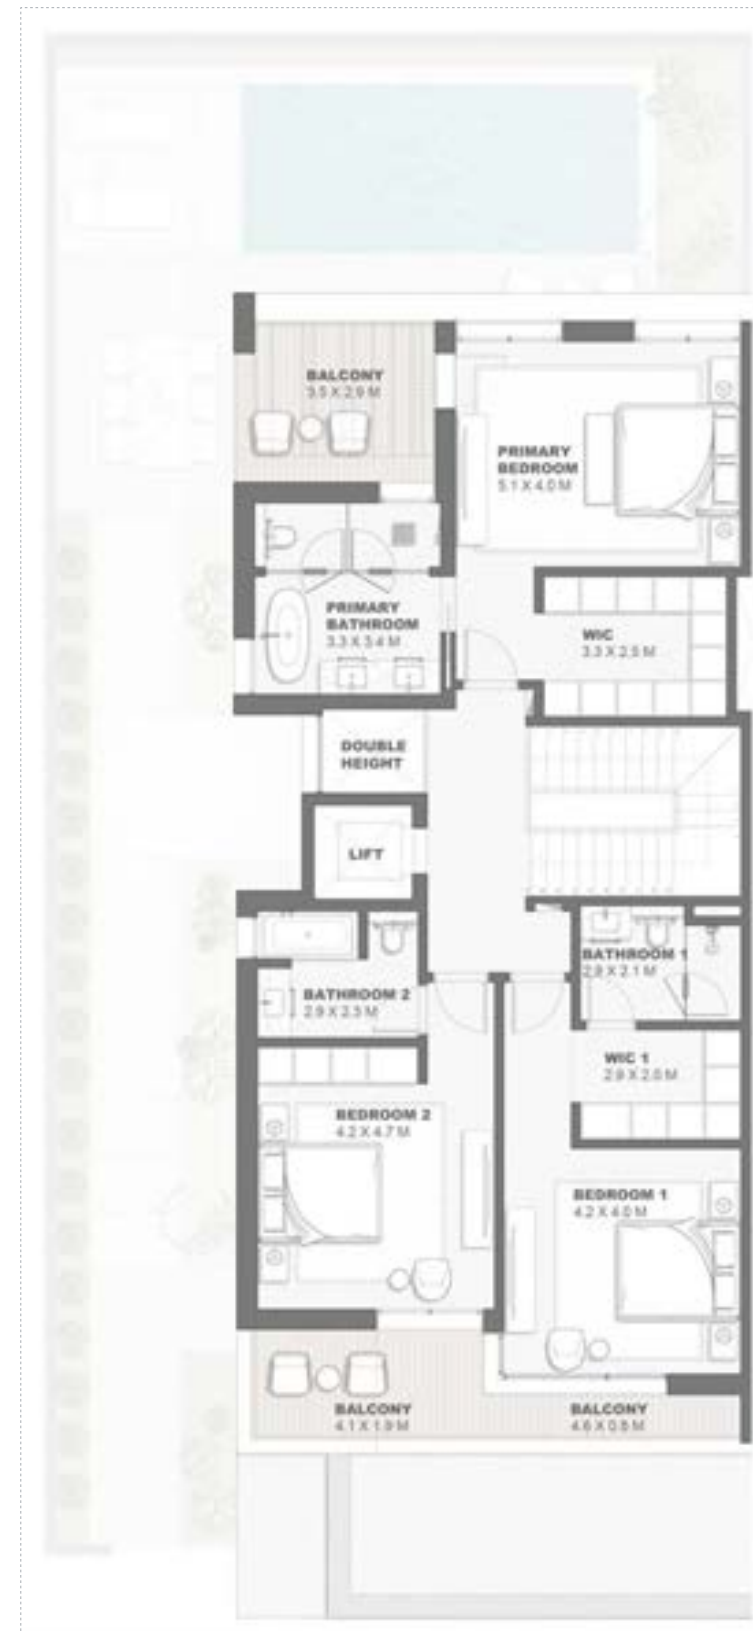 BALCONY
3.5 X 2.9 M
PRIMARY
BEDROOM
5.1 X 4.0 M
PRIMARY
BATHROOM
3.3 X 3.4 M
WIC
3.3 X 2.5 M
DOUBLE
HEIGHT
LIFT
BATHROOM 1
2.9 X 2.1 M
BATHROOM 2
2.9 X 2.5 M
WIC 1
2.9 X 2.0 M
BEDROOM 2
4.2 X 4.7 M
BEDROOM 1
4.2 X 4.0 M
BALCONY
4.1 X 1.9 M
BALCONY
4.6 X 0.8 M